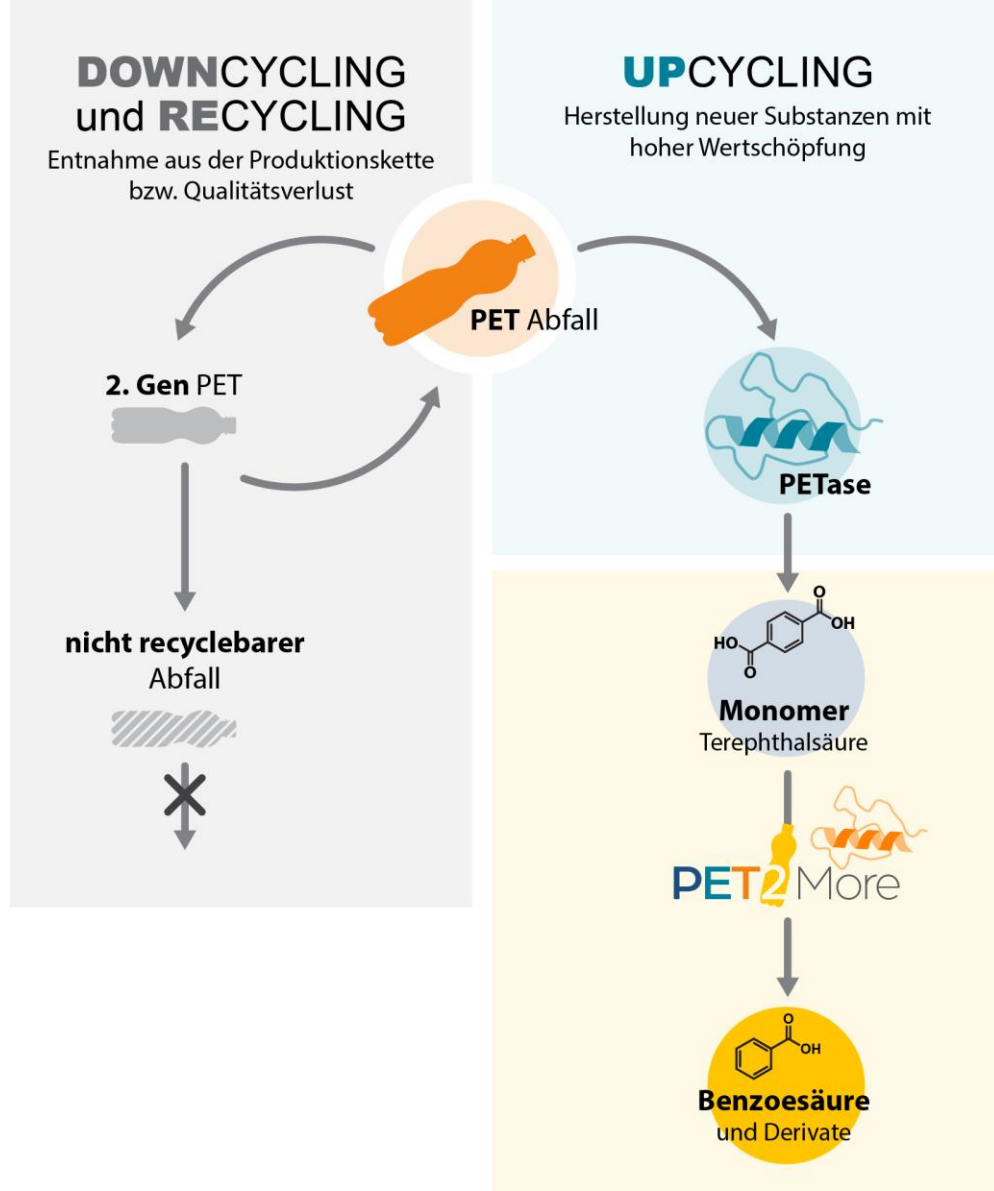 DOWNCYCLING
und RECYCLING
Entnahme aus der Produktionskette
bzw. Qualitätsverlust
UPCYCLING
Herstellung neuer Substanzen mit
hoher Wertschöpfung
PET Abfall
2. Gen PET
nicht recyclebarer
Abfall
PETase
O
OH
HO
O
Monomer
Terephthalsäure
PET2More
O
OH
Benzoesäure
und Derivate